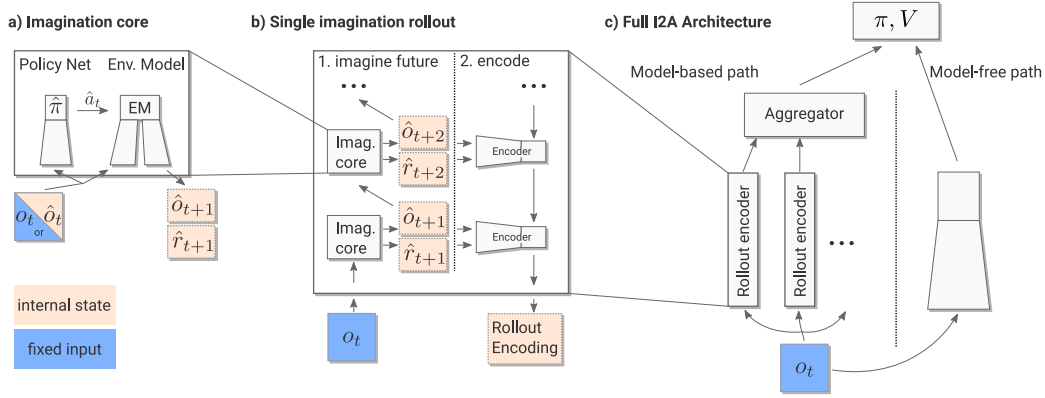 a) Imagination core
Policy Net
Env. Model
π̂
â_t
EM
o_t
or
ô_t
ô_{t+1}
r̂_{t+1}
internal state
fixed input
b) Single imagination rollout
1. imagine future
2. encode
...
...
Imag.
core
ô_{t+2}
r̂_{t+2}
Encoder
Imag.
core
ô_{t+1}
r̂_{t+1}
Encoder
o_t
Rollout
Encoding
c) Full I2A Architecture
π, V
Model-based path
Model-free path
Aggregator
Rollout encoder
Rollout encoder
...
o_t